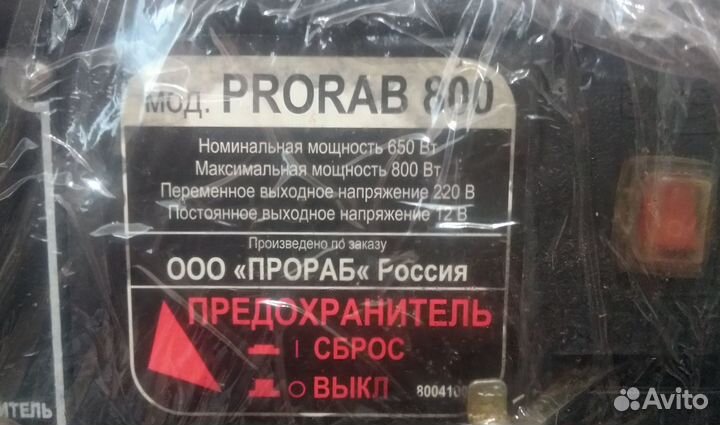 мод. PRORAB 800
Номинальная мощность 650 Вт
Максимальная мощность 800 Вт
Переменное выходное напряжение 220 В
Постоянное выходное напряжение 12 В
Произведено по заказу
ООО «ПРОРАБ« Россия
ПРЕДОХРАНИТЕЛЬ
| СБРОС
○ ВЫКЛ
Avito